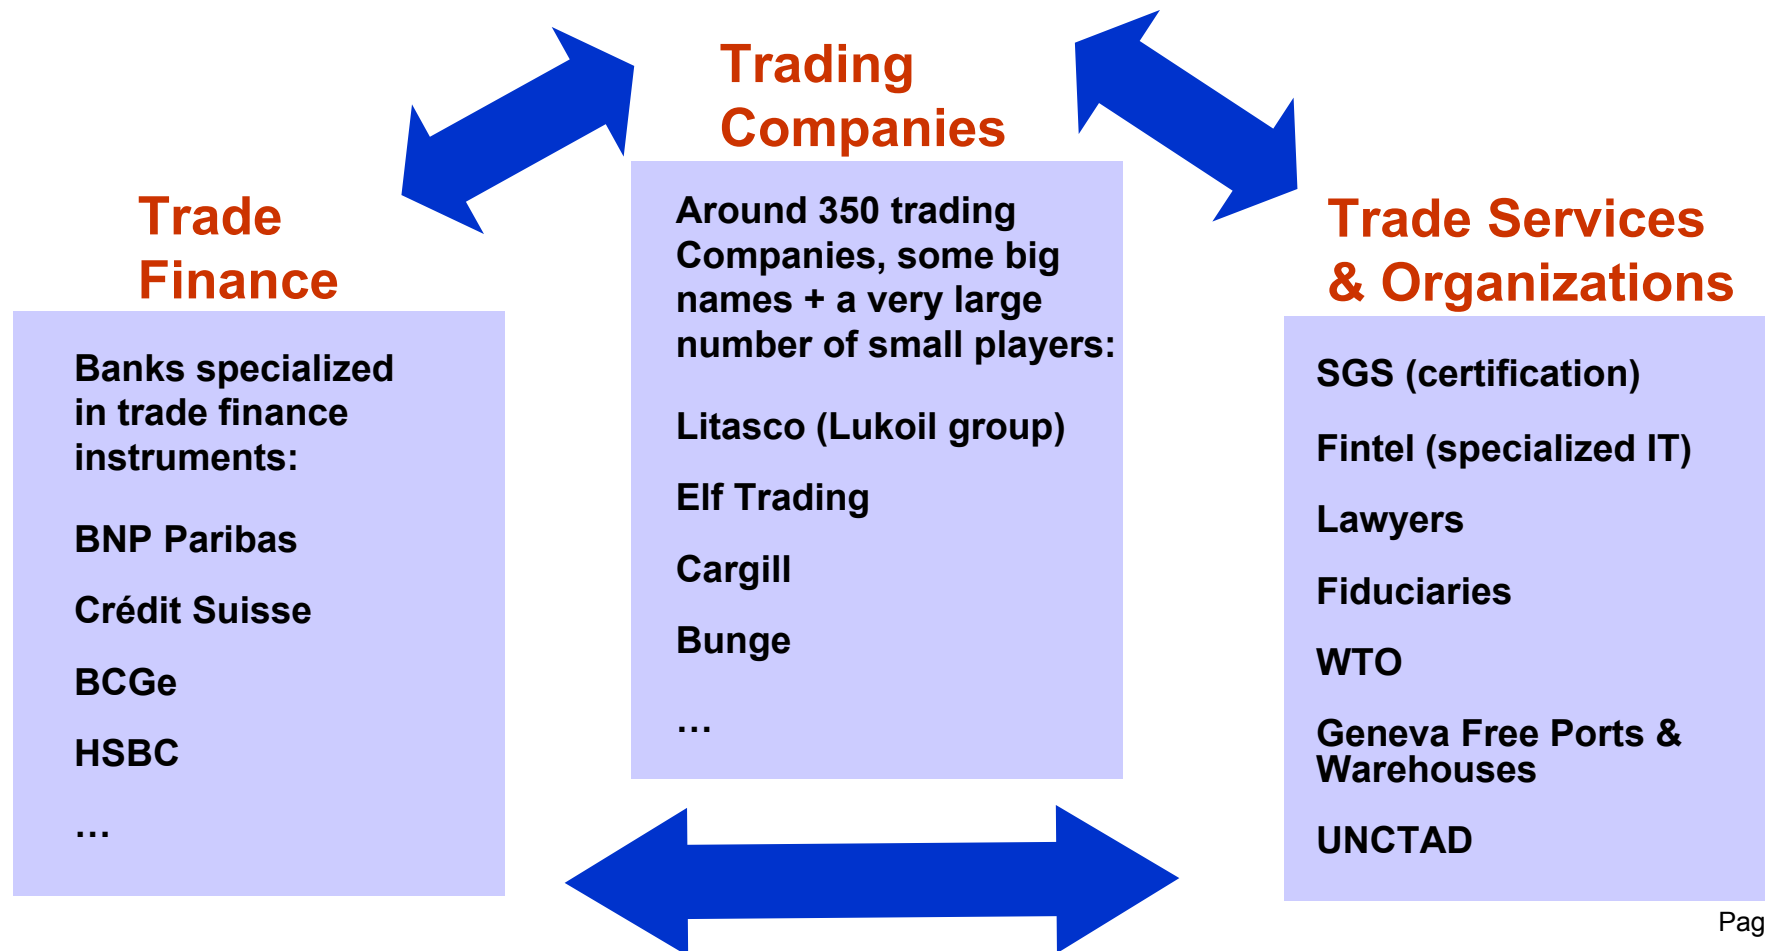 Trading
Companies
Trade
Finance
Trade Services
& Organizations
Around 350 trading
Companies, some big
names + a very large
number of small players:
Litasco (Lukoil group)
Elf Trading
Cargill
Bunge
…
Banks specialized
in trade finance
instruments:
BNP Paribas
Crédit Suisse
BCGe
HSBC
…
SGS (certification)
Fintel (specialized IT)
Lawyers
Fiduciaries
WTO
Geneva Free Ports &
Warehouses
UNCTAD
Pag